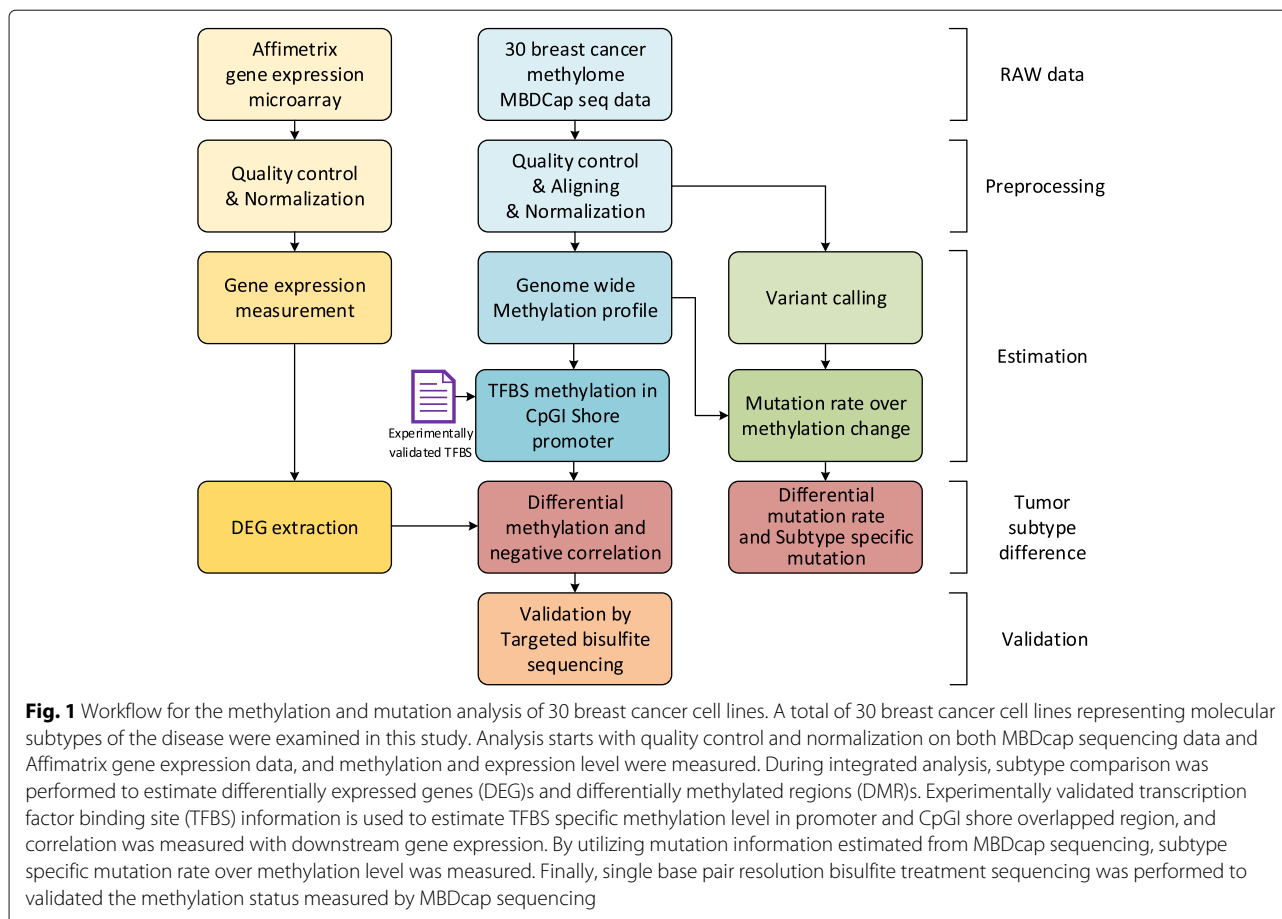 Affimetrix
gene expression
microarray
30 breast cancer
methylome
MBDCap seq data
RAW data
Quality control
& Normalization
Quality control
& Aligning
& Normalization
Preprocessing
Gene expression
measurement
Genome wide
Methylation profile
Variant calling
Estimation
Experimentally
validated TFBS
TFBS methylation in
CpGI Shore
promoter
Mutation rate over
methylation change
DEG extraction
Differential
methylation and
negative correlation
Differential
mutation rate
and Subtype specific
mutation
Tumor
subtype
difference
Validation by
Targeted bisulfite
sequencing
Validation
Fig. 1 Workflow for the methylation and mutation analysis of 30 breast cancer cell lines. A total of 30 breast cancer cell lines representing molecular
subtypes of the disease were examined in this study. Analysis starts with quality control and normalization on both MBDcap sequencing data and
Affimatrix gene expression data, and methylation and expression level were measured. During integrated analysis, subtype comparison was
performed to estimate differentially expressed genes (DEG)s and differentially methylated regions (DMR)s. Experimentally validated transcription
factor binding site (TFBS) information is used to estimate TFBS specific methylation level in promoter and CpGI shore overlapped region, and
correlation was measured with downstream gene expression. By utilizing mutation information estimated from MBDcap sequencing, subtype
specific mutation rate over methylation level was measured. Finally, single base pair resolution bisulfite treatment sequencing was performed to
validated the methylation status measured by MBDcap sequencing